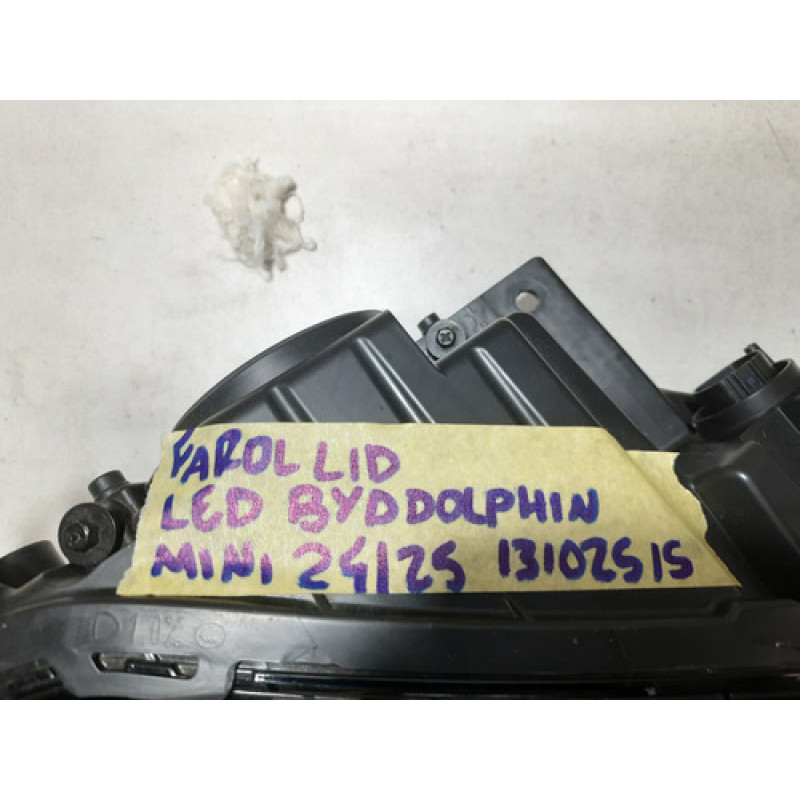 FAROL LID
LED BYD DOLPHIN
MINI 24/25 13102515